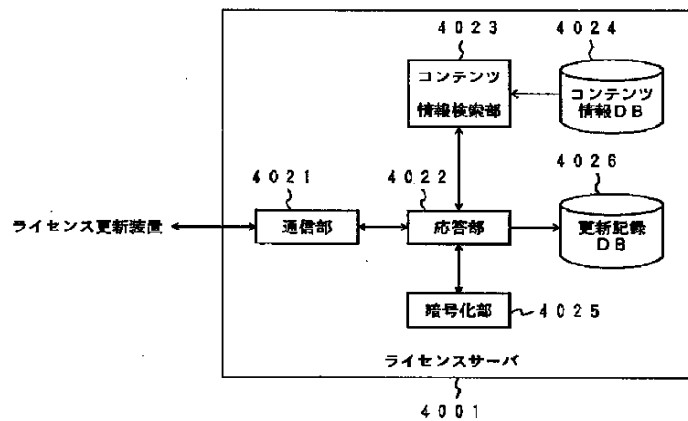 4023
4024
コンテンツ
情報検索部
コンテンツ
情報DB
4021
4022
4026
ライセンス更新装置
通信部
応答部
更新記録
DB
暗号化部
4025
ライセンスサーバ
4001